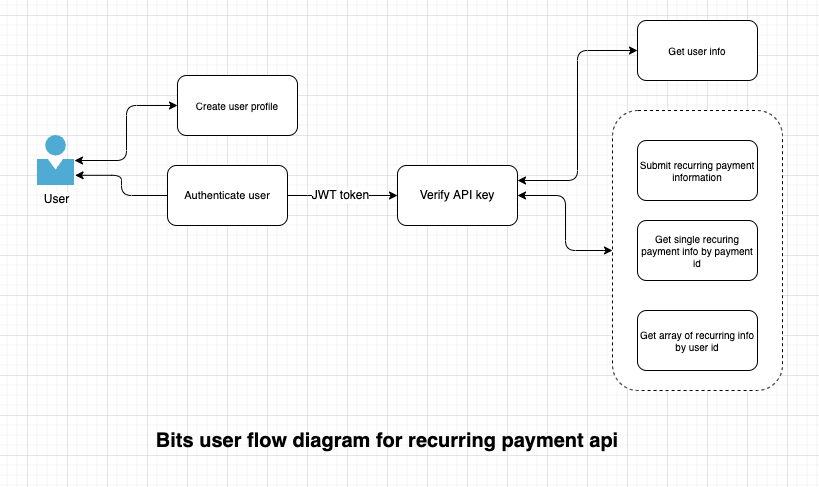 Get user info
Create user profile
User
Authenticate user
JWT token
Verify API key
Submit recurring payment
information
Get single recuring
payment info by payment
id
Get array of recurring info
by user id
Bits user flow diagram for recurring payment api